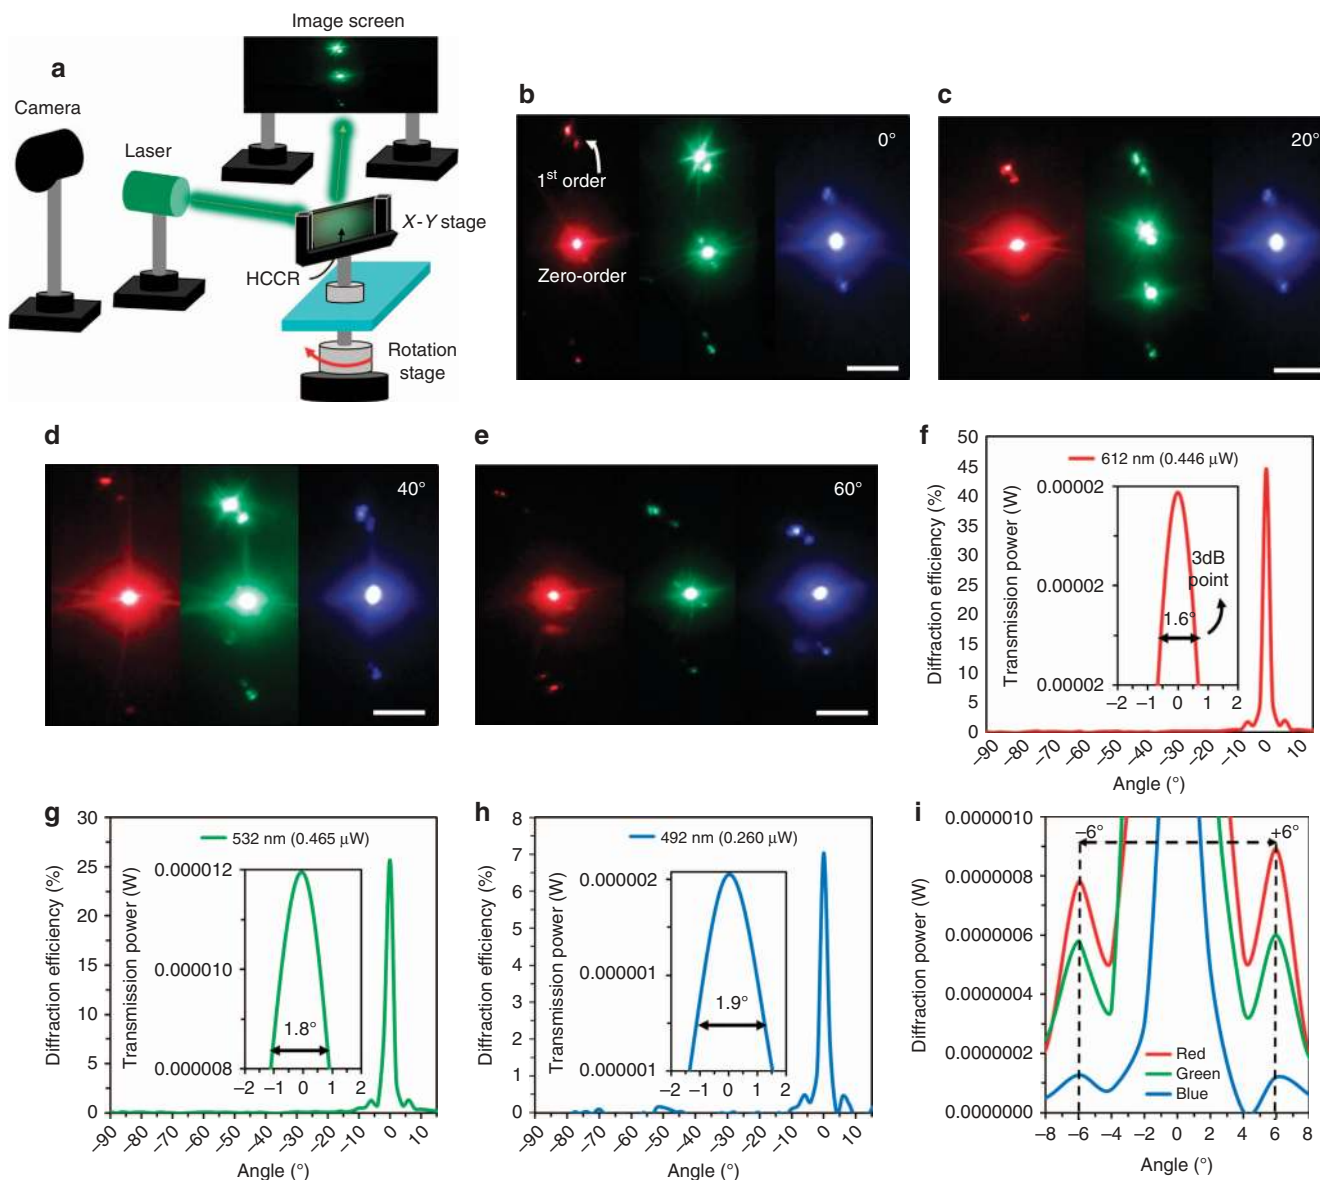 a
Image screen
Camera
Laser
X-Y stage
HCCR
Rotation
stage
b
0°
1st order
Zero-order
c
20°
d
40°
e
60°
f
Diffraction efficiency (%)
50
45
40
35
30
25
20
15
10
5
0
612 nm (0.446 μW)
Transmission power (W)
0.00002
0.00002
0.00002
3dB
point
1.6°
−2 −1 0 1 2
−90 −80 −70 −60 −50 −40 −30 −20 −10 0 10
Angle (°)
g
Diffraction efficiency (%)
30
25
20
15
10
5
0
532 nm (0.465 μW)
Transmission power (W)
0.000012
0.000010
0.000008
1.8°
−2 −1 0 1 2
−90 −80 −70 −60 −50 −40 −30 −20 −10 0 10
Angle (°)
h
Diffraction efficiency (%)
8
7
6
5
4
3
2
1
0
492 nm (0.260 μW)
Transmission power (W)
0.000002
0.000001
0.000001
1.9°
−2 −1 0 1 2
−90 −80 −70 −60 −50 −40 −30 −20 −10 0 10
Angle (°)
i
Diffraction power (W)
0.0000010
0.0000008
0.0000006
0.0000004
0.0000002
0.0000000
−6° +6°
Red
Green
Blue
−8 −6 −4 −2 0 2 4 6 8
Angle (°)